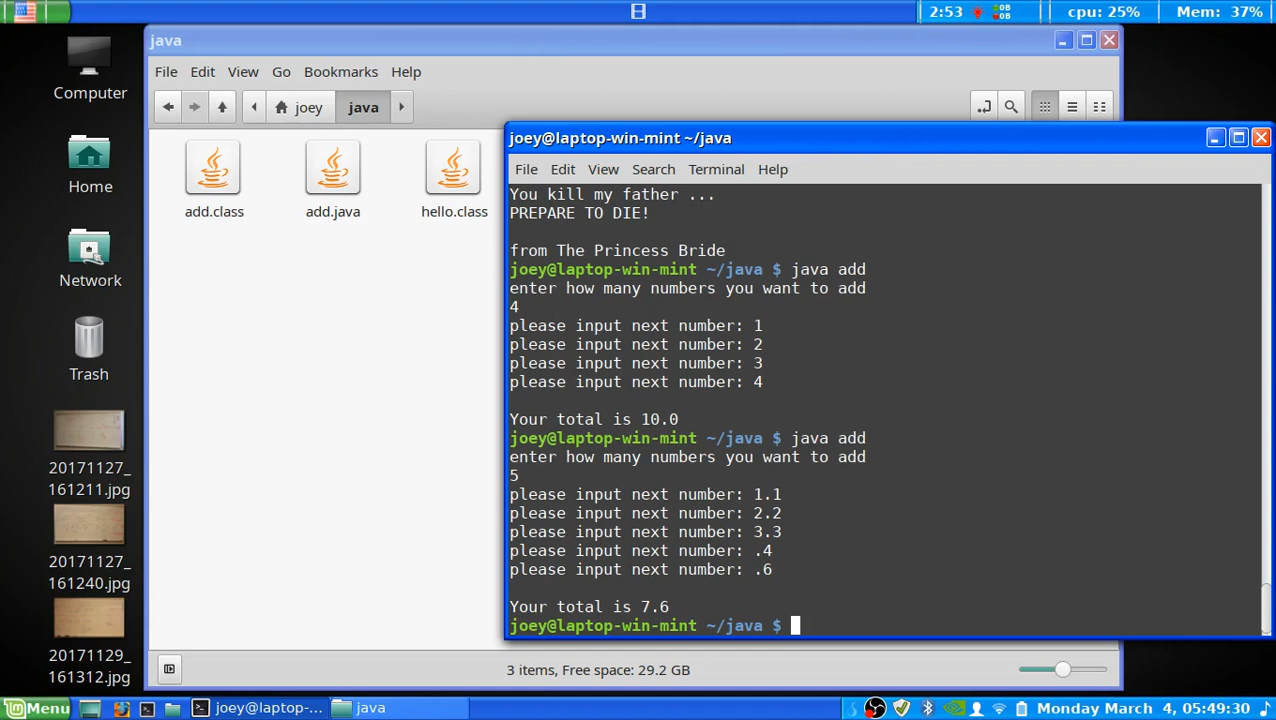 2:53
0B
0B
cpu: 25%
Mem: 37%
java
File Edit View Go Bookmarks Help
joey
java
Computer
Home
Network
Trash
20171127_
161211.jpg
20171127_
161240.jpg
20171129_
161312.jpg
add.class
add.java
hello.class
3 items, Free space: 29.2 GB
joey@laptop-win-mint ~/java
File Edit View Search Terminal Help
You kill my father ...
PREPARE TO DIE!
from The Princess Bride
joey@laptop-win-mint ~/java $ java add
enter how many numbers you want to add
4
please input next number: 1
please input next number: 2
please input next number: 3
please input next number: 4
Your total is 10.0
joey@laptop-win-mint ~/java $ java add
enter how many numbers you want to add
5
please input next number: 1.1
please input next number: 2.2
please input next number: 3.3
please input next number: .4
please input next number: .6
Your total is 7.6
joey@laptop-win-mint ~/java $
Menu
joey@laptop-...
java
Monday March 4, 05:49:30